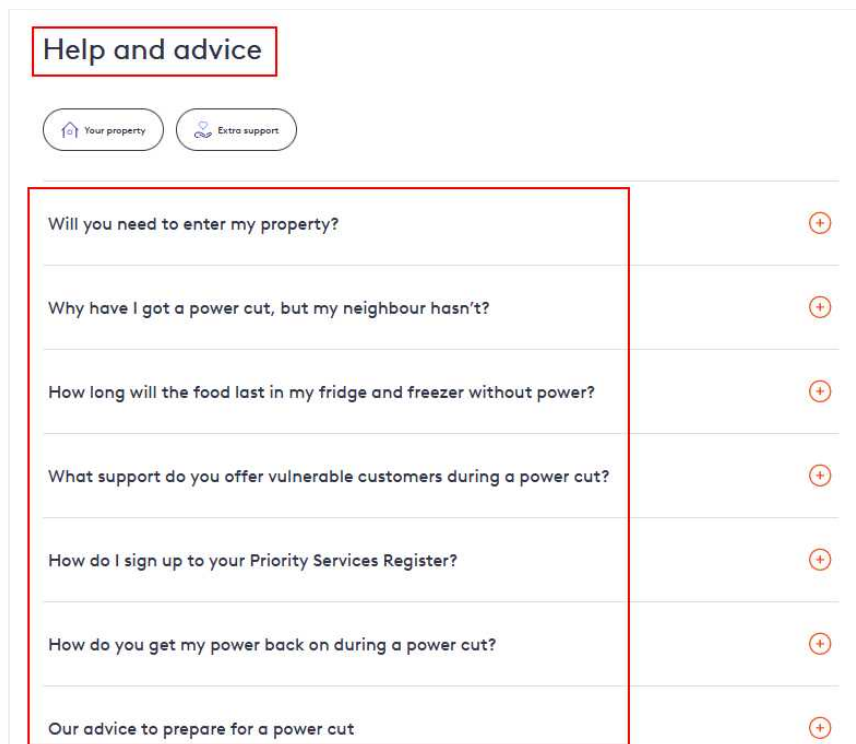 Help and advice
Your property
Extra support
Will you need to enter my property?
Why have I got a power cut, but my neighbour hasn’t?
How long will the food last in my fridge and freezer without power?
What support do you offer vulnerable customers during a power cut?
How do I sign up to your Priority Services Register?
How do you get my power back on during a power cut?
Our advice to prepare for a power cut